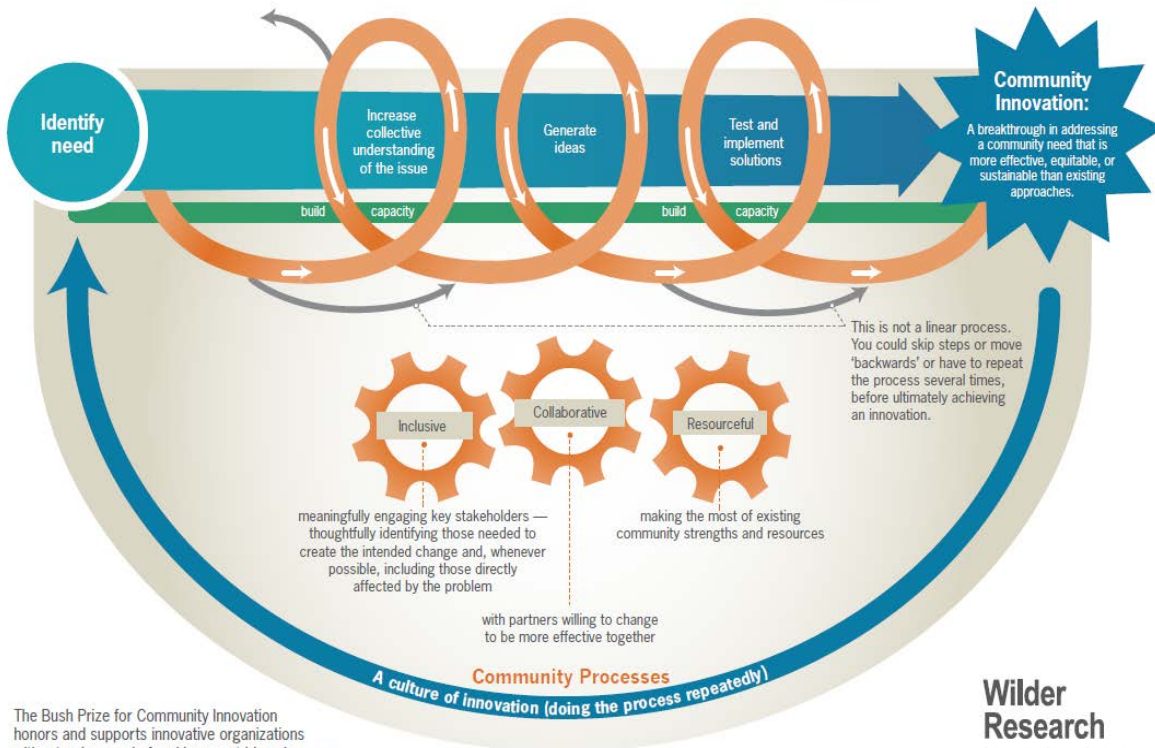 Identify
need
Increase
collective
understanding
of the issue
Generate
ideas
Test and
implement
solutions
Community
Innovation:
A breakthrough in addressing
a community need that is
more effective, equitable, or
sustainable than existing
approaches.
build capacity
build capacity
This is not a linear process.
You could skip steps or move
‘backwards’ or have to repeat
the process several times,
before ultimately achieving
an innovation.
Inclusive
Collaborative
Resourceful
meaningfully engaging key stakeholders —
thoughtfully identifying those needed to
create the intended change and, whenever
possible, including those directly
affected by the problem
making the most of existing
community strengths and resources
with partners willing to change
to be more effective together
Community Processes
A culture of innovation (doing the process repeatedly)
Wilder
Research
The Bush Prize for Community Innovation
honors and supports innovative organizations